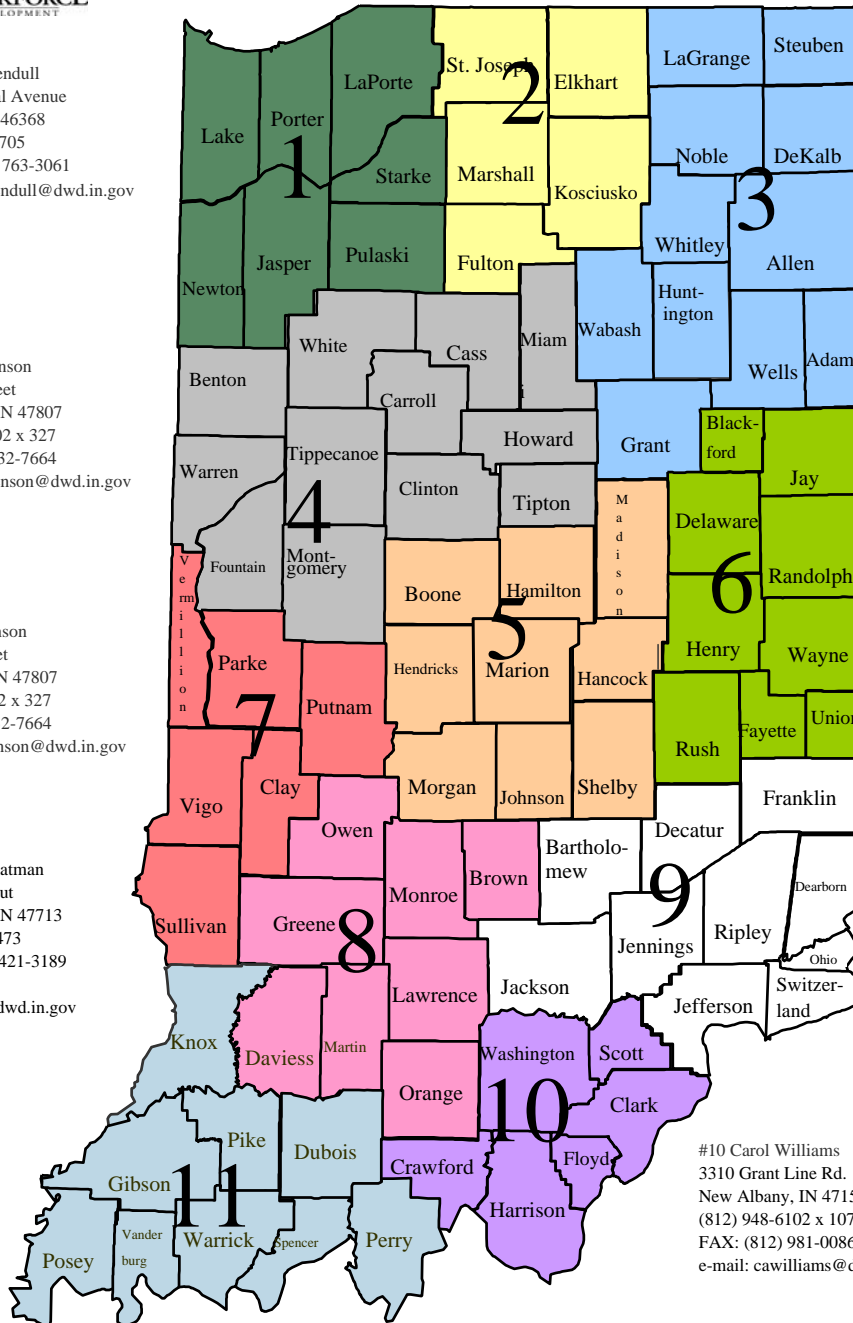 LOPMENT
46368
705
763-3061
ndull@dwd.in.gov
nson
N 47807
x 327
32-7664
nson@dwd.in.gov
nson
N 47807
x 327
2-7664
nson@dwd.in.gov
atman
N 47713
473
421-3189
dwd.in.gov
St. Joseph
Elkhart
LaGrange
Steuben
LaPorte
Lake
Porter
2
1
Starke
Marshall
Kosciusko
Noble
DeKalb
3
Whitley
Allen
Newton
Jasper
Pulaski
Fulton
Hunt-
ington
Wabash
White
Cass
Miam
i
Wells
Adam
Benton
Carroll
Howard
Grant
Black-
ford
Jay
Warren
Tippecanoe
Clinton
Tipton
4
Madison
Delaware
Randolph
Vermillion
Fountain
Mont-
gomery
Boone
Hamilton
5
6
Henry
Wayne
Parke
7
Putnam
Hendricks
Marion
Hancock
Rush
Fayette
Union
Vigo
Clay
Morgan
Johnson
Shelby
Franklin
Owen
Bartholo-
mew
Decatur
9
Sullivan
Greene
8
Monroe
Brown
Jennings
Ripley
Dearborn
Ohio
Lawrence
Jackson
Jefferson
Switzer-
land
Knox
Daviess
Martin
Orange
Washington
10
Scott
Clark
Pike
Dubois
Crawford
Floyd
Harrison
Gibson
11
Posey
Vander
burg
Warrick
Spencer
Perry
#10 Carol Williams
3310 Grant Line Rd.
New Albany, IN 4715
(812) 948-6102 x 107
FAX: (812) 981-0086
e-mail: cawilliams@d